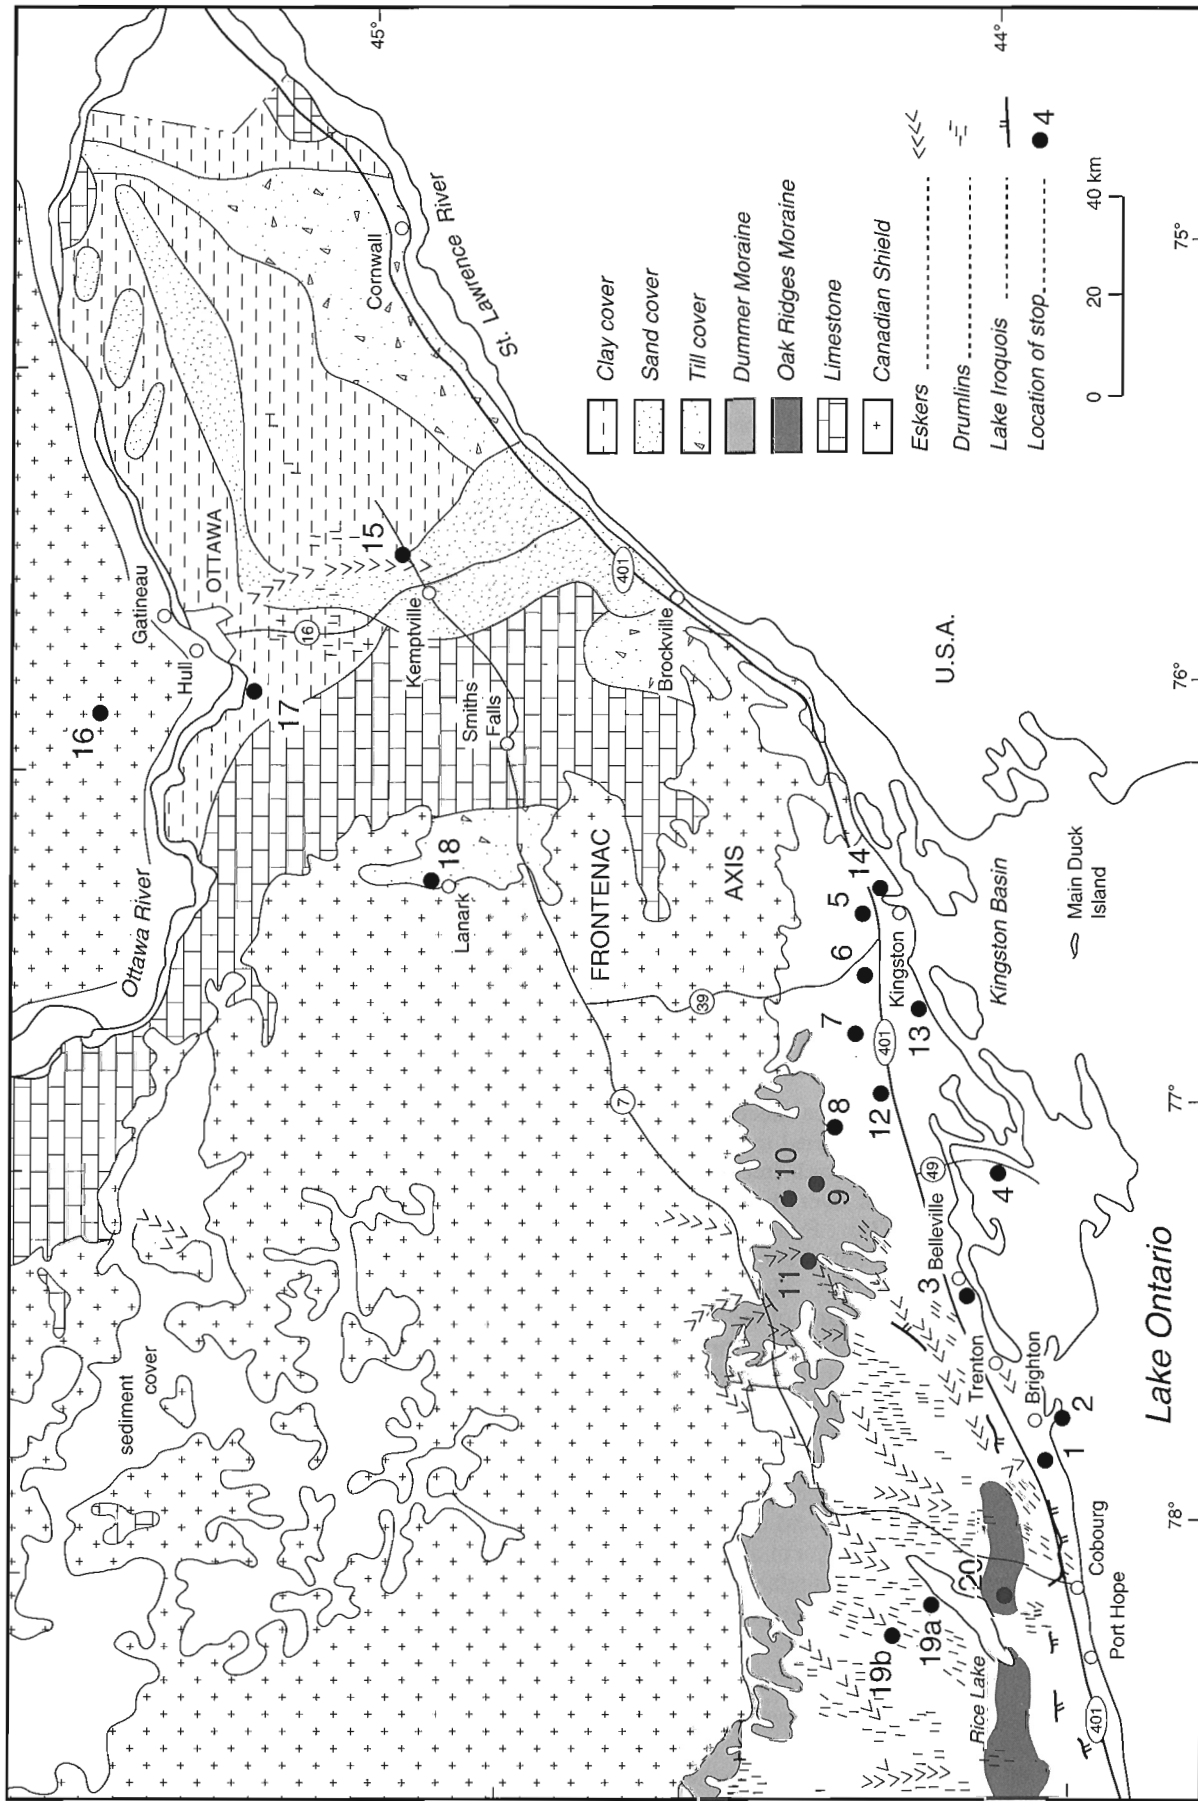 45°
44°
75°
76°
77°
78°
Ottawa River
16
Gatineau
Hull
OTTAWA
17
16
15
Kemptville
Cornwall
St. Lawrence River
Smiths
Falls
Brockville
401
18
Lanark
FRONTENAC
AXIS
7
39
sediment
cover
14
5
6
7
Kingston
401
13
12
8
10
9
11
49
4
3
Belleville
Trenton
Brighton
2
1
20
19a
19b
Rice Lake
Cobourg
Port Hope
401
Kingston Basin
Main Duck
Island
U.S.A.
Lake Ontario
Clay cover
Sand cover
Till cover
Dummer Moraine
Oak Ridges Moraine
Limestone
Canadian Shield
Eskers
Drumlins
Lake Iroquois
Location of stop
4
0 20 40 km